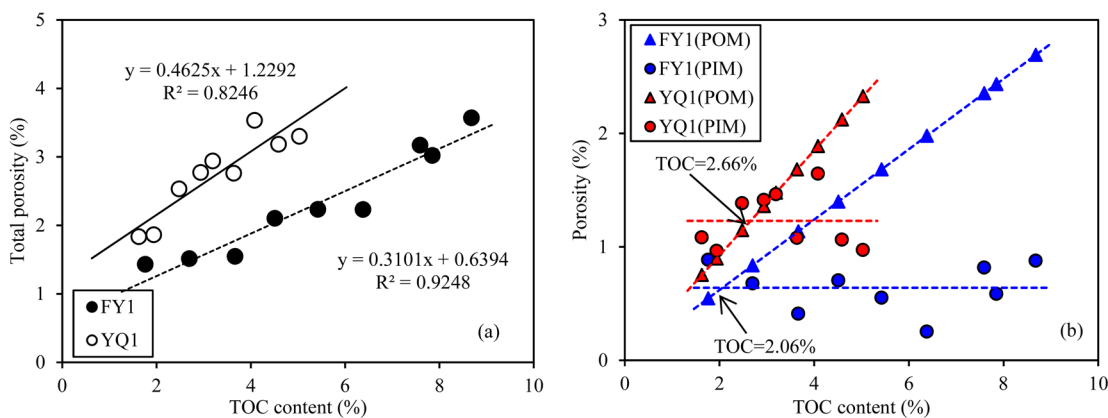 5
4
3
2
1
0
Total porosity (%)
y = 0.4625x + 1.2292
R² = 0.8246
y = 0.3101x + 0.6394
R² = 0.9248
FY1
YQ1
(a)
0
2
4
6
8
10
TOC content (%)
3
2
1
0
Porosity (%)
FY1(POM)
FY1(PIM)
YQ1(POM)
YQ1(PIM)
TOC=2.66%
TOC=2.06%
(b)
0
2
4
6
8
10
TOC content (%)